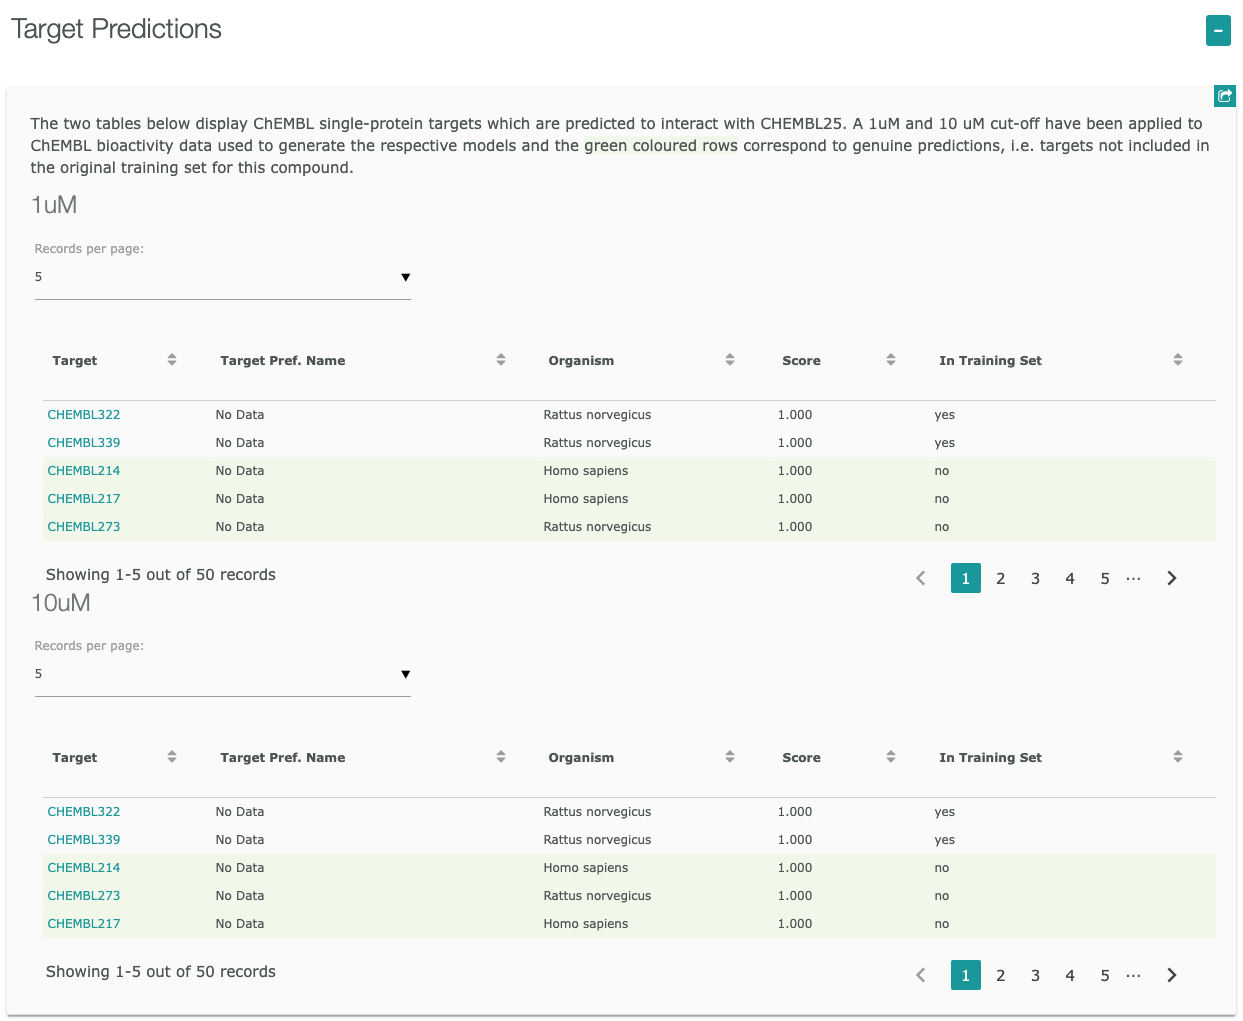 Target Predictions
-
The two tables below display ChEMBL single-protein targets which are predicted to interact with CHEMBL25. A 1uM and 10 uM cut-off have been applied to
ChEMBL bioactivity data used to generate the respective models and the green coloured rows correspond to genuine predictions, i.e. targets not included in
the original training set for this compound.
1uM
Records per page:
5
Target Target Pref. Name Organism Score In Training Set
CHEMBL322 No Data Rattus norvegicus 1.000 yes
CHEMBL339 No Data Rattus norvegicus 1.000 yes
CHEMBL214 No Data Homo sapiens 1.000 no
CHEMBL217 No Data Homo sapiens 1.000 no
CHEMBL273 No Data Rattus norvegicus 1.000 no
Showing 1-5 out of 50 records 1 2 3 4 5 ...
10uM
Records per page:
5
Target Target Pref. Name Organism Score In Training Set
CHEMBL322 No Data Rattus norvegicus 1.000 yes
CHEMBL339 No Data Rattus norvegicus 1.000 yes
CHEMBL214 No Data Homo sapiens 1.000 no
CHEMBL273 No Data Rattus norvegicus 1.000 no
CHEMBL217 No Data Homo sapiens 1.000 no
Showing 1-5 out of 50 records 1 2 3 4 5 ...